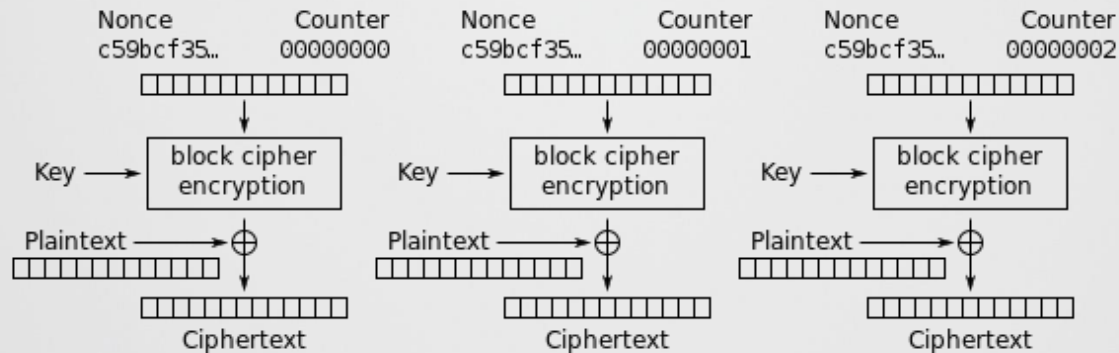 Nonce Counter Nonce Counter Nonce Counter
c59bcf35… 00000000 c59bcf35… 00000001 c59bcf35… 00000002
block cipher block cipher block cipher
Key encryption Key encryption Key encryption
Plaintext Plaintext Plaintext
Ciphertext Ciphertext Ciphertext